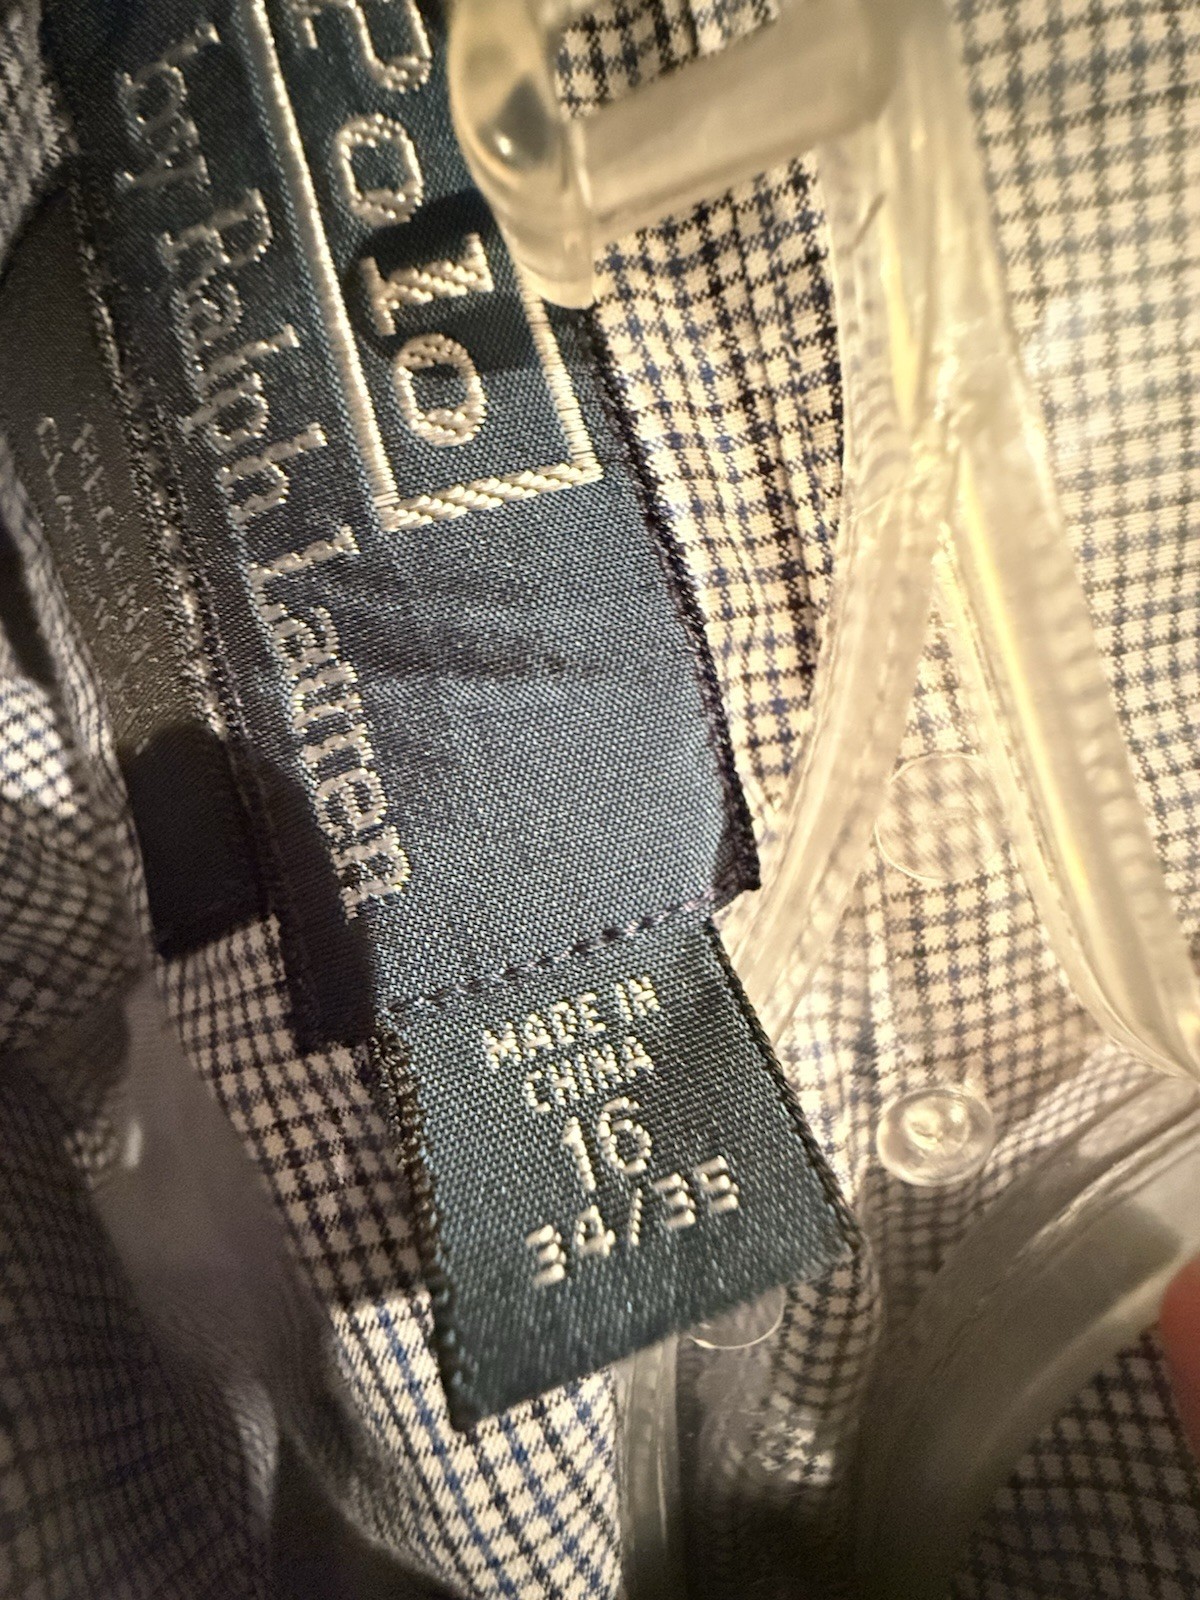 Polo
by Ralph Lauren
MADE IN
CHINA
16
34/35